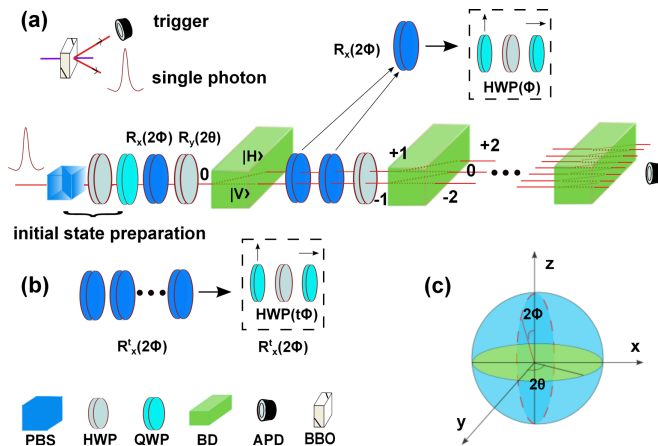 (a)
trigger
single photon
Rₓ(2Φ)
HWP(Φ)
Rₓ(2Φ) Rᵧ(2θ)
0
|H›
|V›
+1
-1
+2
0
-2
initial state preparation
(b)
HWP(tΦ)
Rᵗₓ(2Φ)
Rᵗₓ(2Φ)
(c)
z
2Φ
x
2θ
y
PBS HWP QWP BD APD BBO